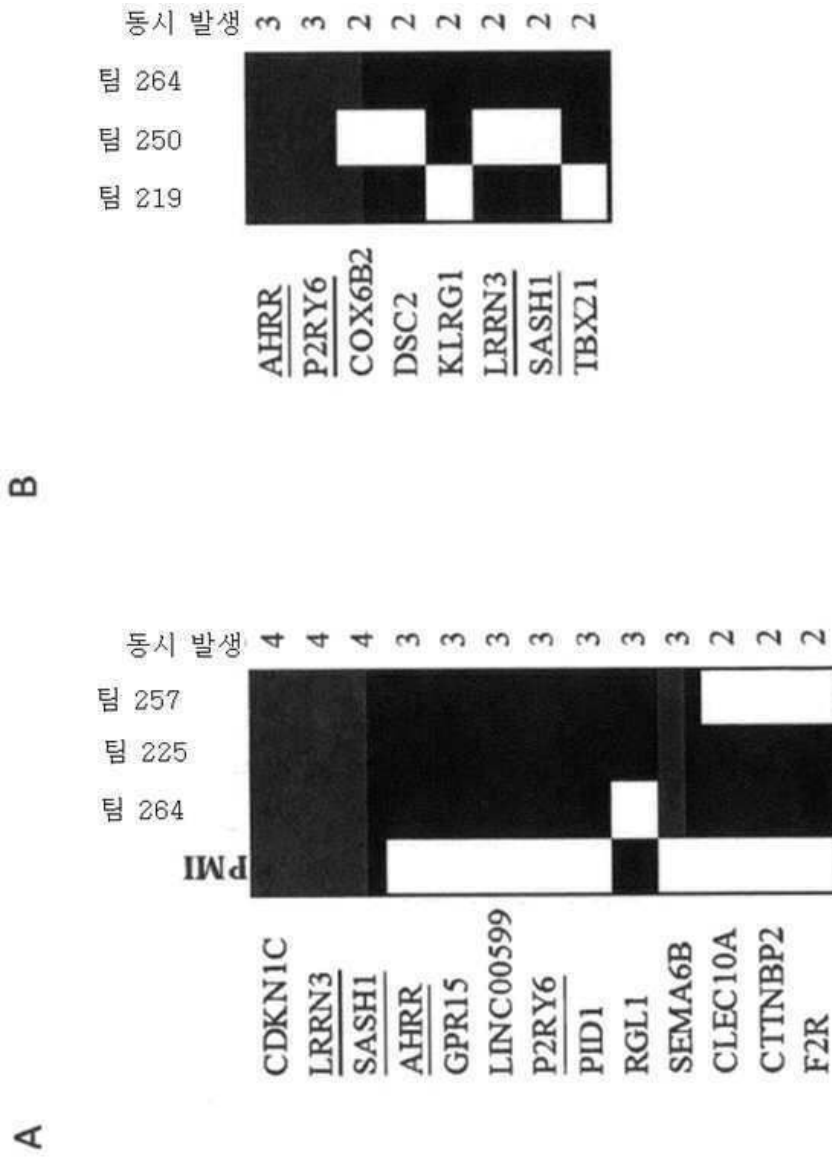 A
PMI
팀 264
팀 225
팀 257
동시 발생
CDKN1C 4
LRRN3 4
SASH1 4
AHRR 3
GPR15 3
LINC00599 3
P2RY6 3
PID1 3
RGL1 3
SEMA6B 3
CLEC10A 2
CTTNBP2 2
F2R 2
B
팀 219
팀 250
팀 264
동시 발생
AHRR 3
P2RY6 3
COX6B2 2
DSC2 2
KLRG1 2
LRRN3 2
SASH1 2
TBX21 2